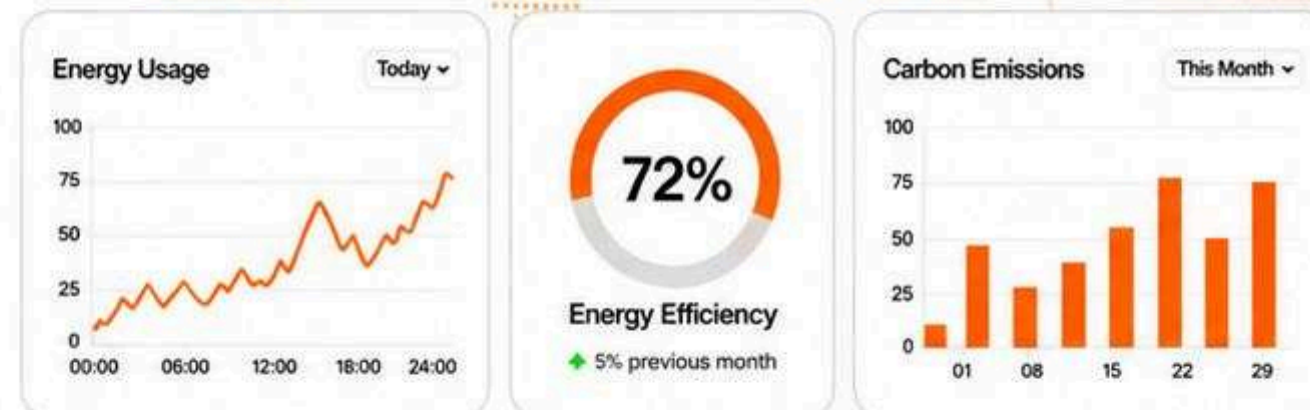 Energy Usage
Today
100
75
50
25
0
00:00 06:00 12:00 18:00 24:00
72%
Energy Efficiency
5% previous month
Carbon Emissions
This Month
100
75
50
25
0
01 08 15 22 29